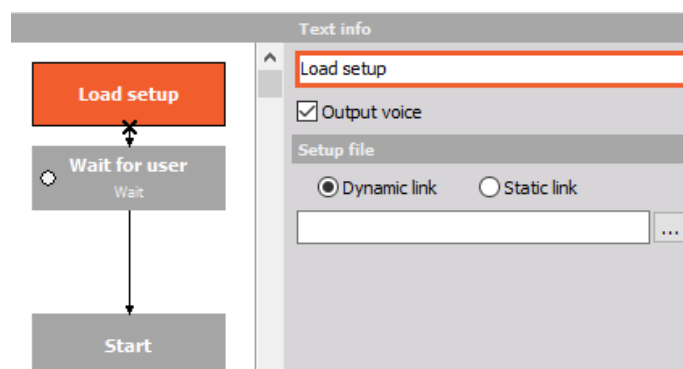 Text info
Load setup
Wait for user
Wait
Start
Load setup
Output voice
Setup file
Dynamic link Static link
...